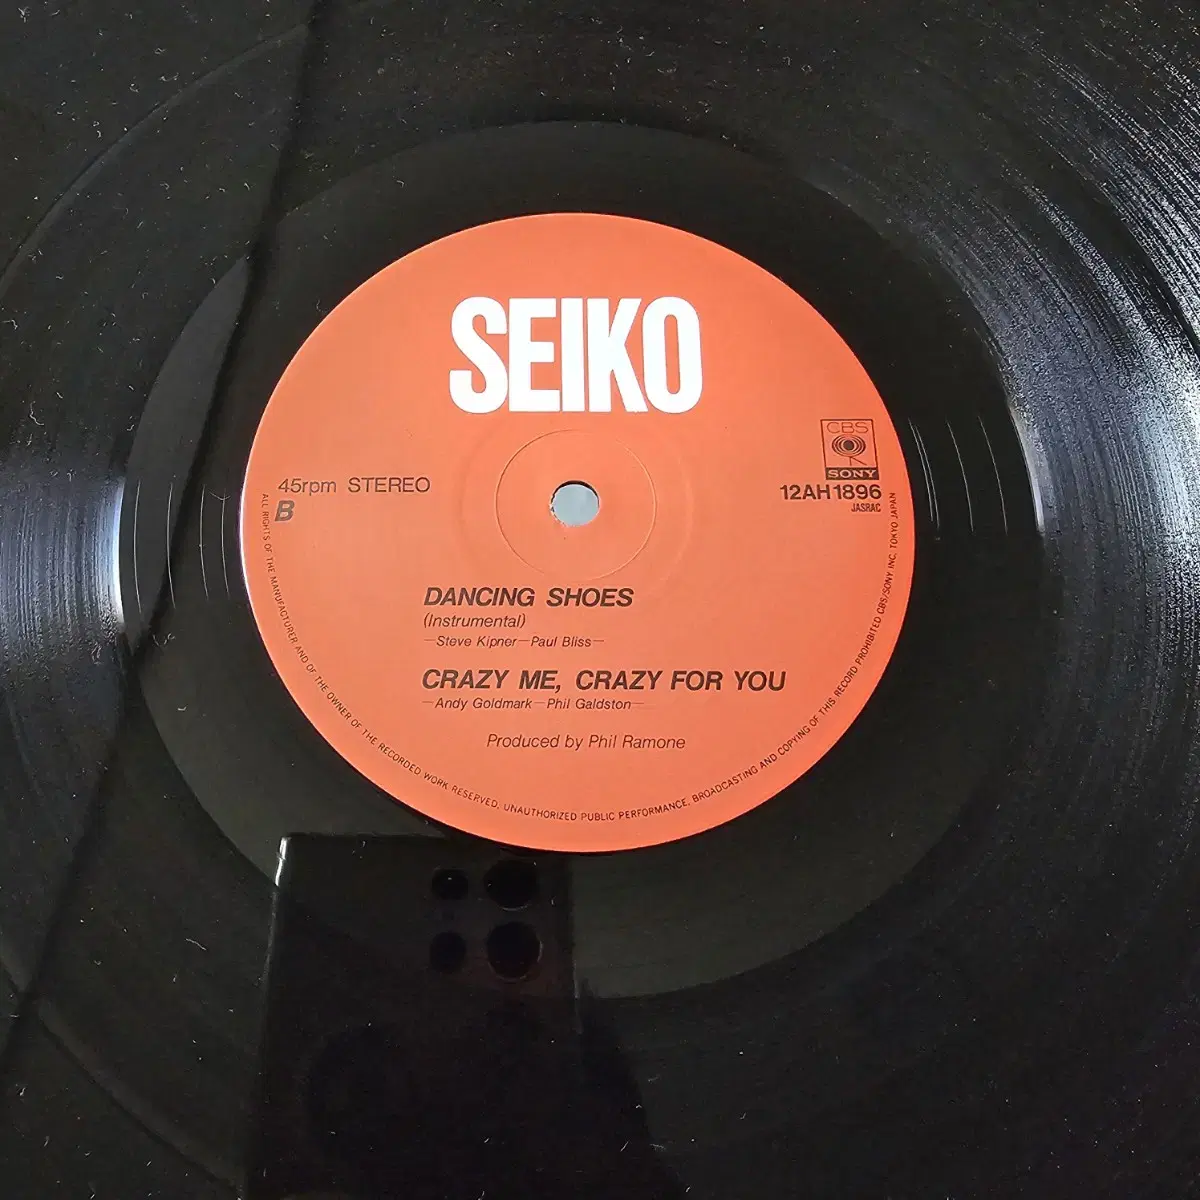 SEIKO
CBS
SONY
45rpm STEREO
12AH1896
B
JASRAC
DANCING SHOES
(Instrumental)
—Steve Kipner—Paul Bliss—
CRAZY ME, CRAZY FOR YOU
—Andy Goldmark—Phil Galdston—
Produced by Phil Ramone
ALL RIGHTS OF THE MANUFACTURER AND OF THE OWNER OF THE RECORDED WORK RESERVED. UNAUTHORIZED PUBLIC PERFORMANCE, BROADCASTING AND COPYING OF THIS RECORD PROHIBITED CBS/SONY INC. TOKYO JAPAN